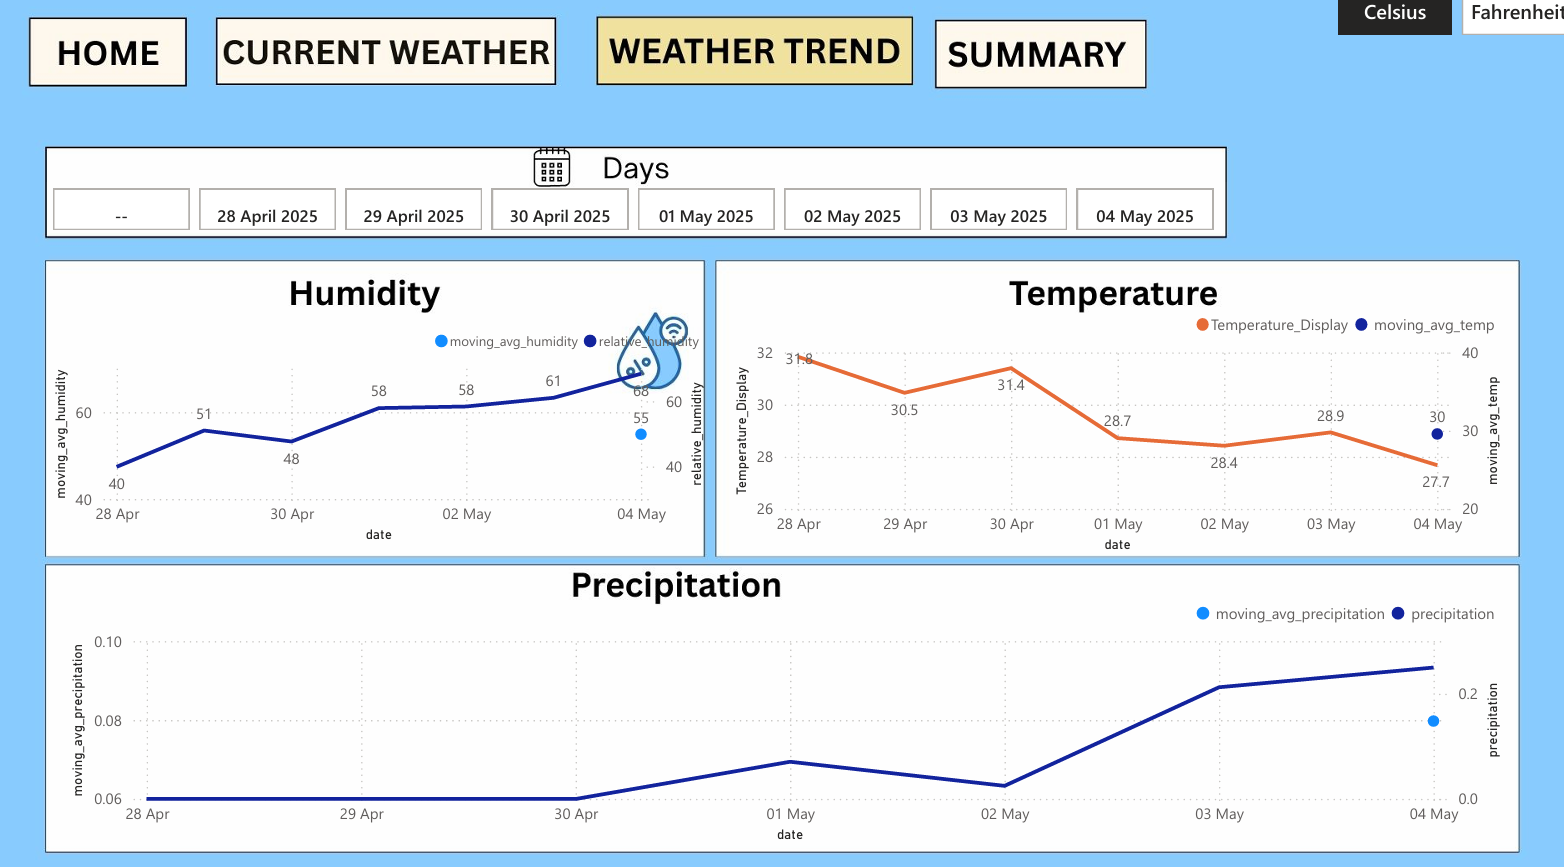 Celsius
Fahrenheit
HOME
CURRENT WEATHER
WEATHER TREND
SUMMARY
Days
--
28 April 2025
29 April 2025
30 April 2025
01 May 2025
02 May 2025
03 May 2025
04 May 2025
Humidity
moving_avg_humidity
relative_humidity
%
moving_avg_humidity
60
40
40
51
48
58
58
61
68
55
60
40
relative_humidity
28 Apr
30 Apr
02 May
04 May
date
Temperature
Temperature_Display
moving_avg_temp
Temperature_Display
32
30
28
26
31.8
30.5
31.4
28.7
28.4
28.9
27.7
30
40
30
20
moving_avg_temp
28 Apr
29 Apr
30 Apr
01 May
02 May
03 May
04 May
date
Precipitation
moving_avg_precipitation
precipitation
moving_avg_precipitation
0.10
0.08
0.06
0.2
0.0
precipitation
28 Apr
29 Apr
30 Apr
01 May
02 May
03 May
04 May
date